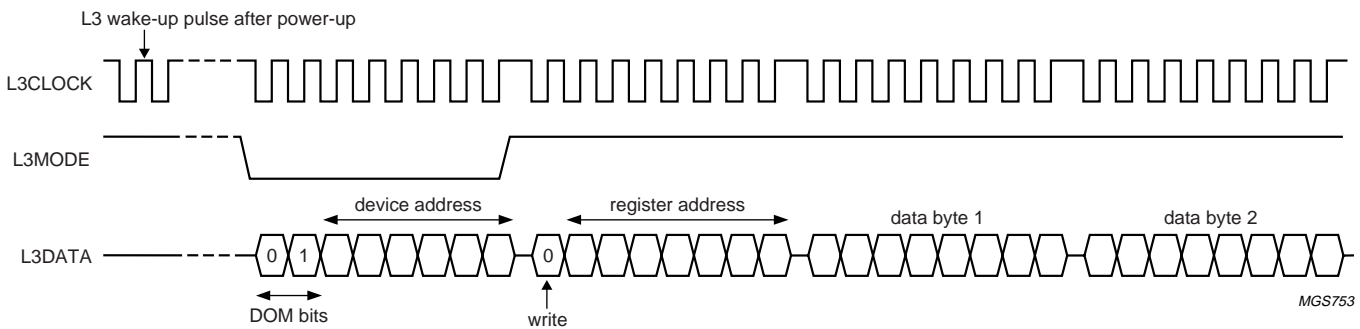 L3 wake-up pulse after power-up
L3CLOCK
L3MODE
device address
register address
data byte 1
data byte 2
L3DATA
0
1
0
DOM bits
write
MGS753